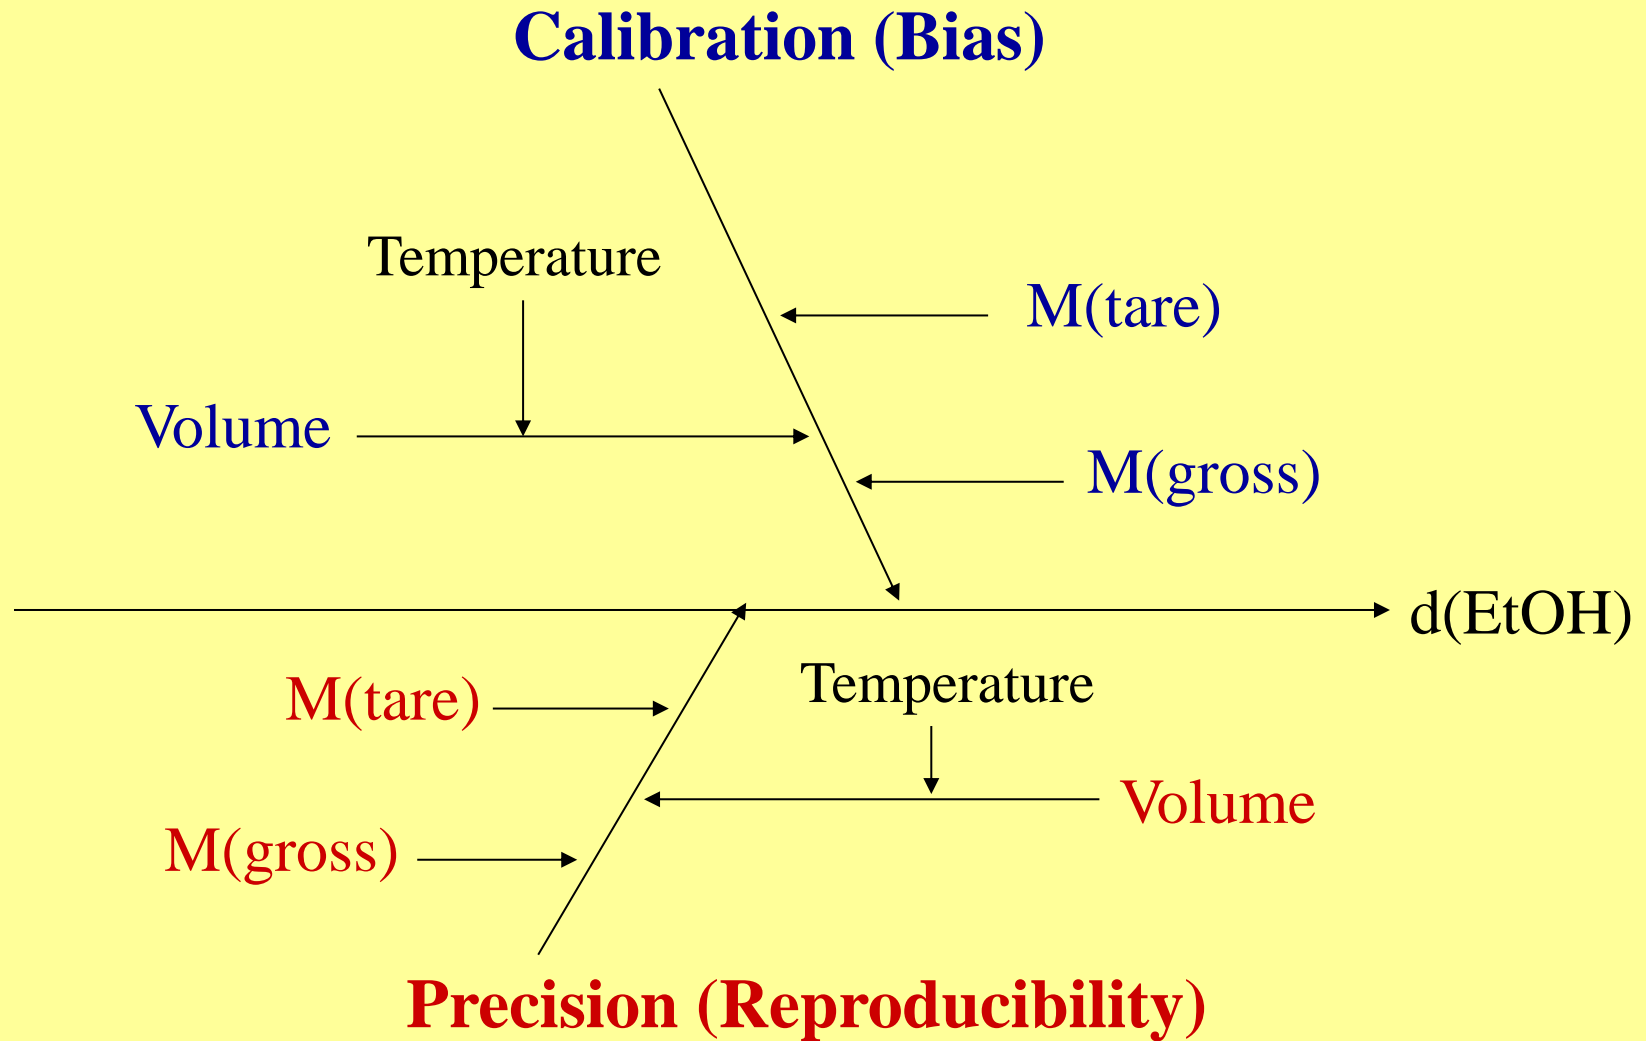 Calibration (Bias)
Temperature
M(tare)
Volume
M(gross)
d(EtOH)
M(tare)
Temperature
Volume
M(gross)
Precision (Reproducibility)